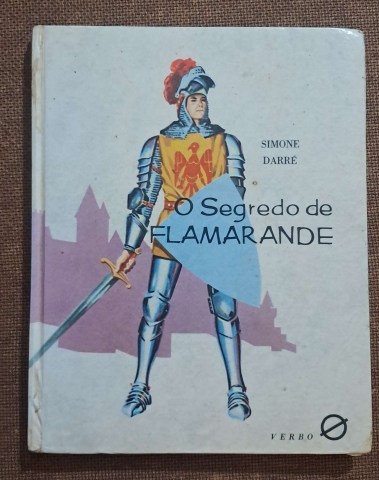 SIMONE
DARRÉ
O Segredo de
FLAMARANDE
VERBO